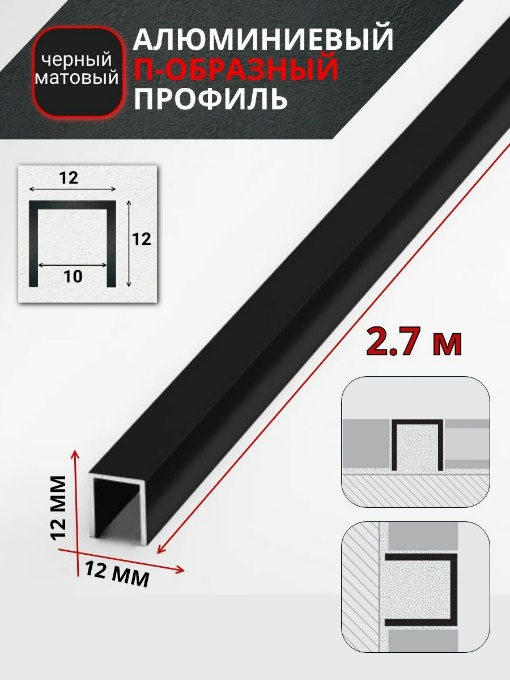 черный
матовый
АЛЮМИНИЕВЫЙ
П-ОБРАЗНЫЙ
ПРОФИЛЬ
12
12
10
2.7 м
12 ММ
12 ММ